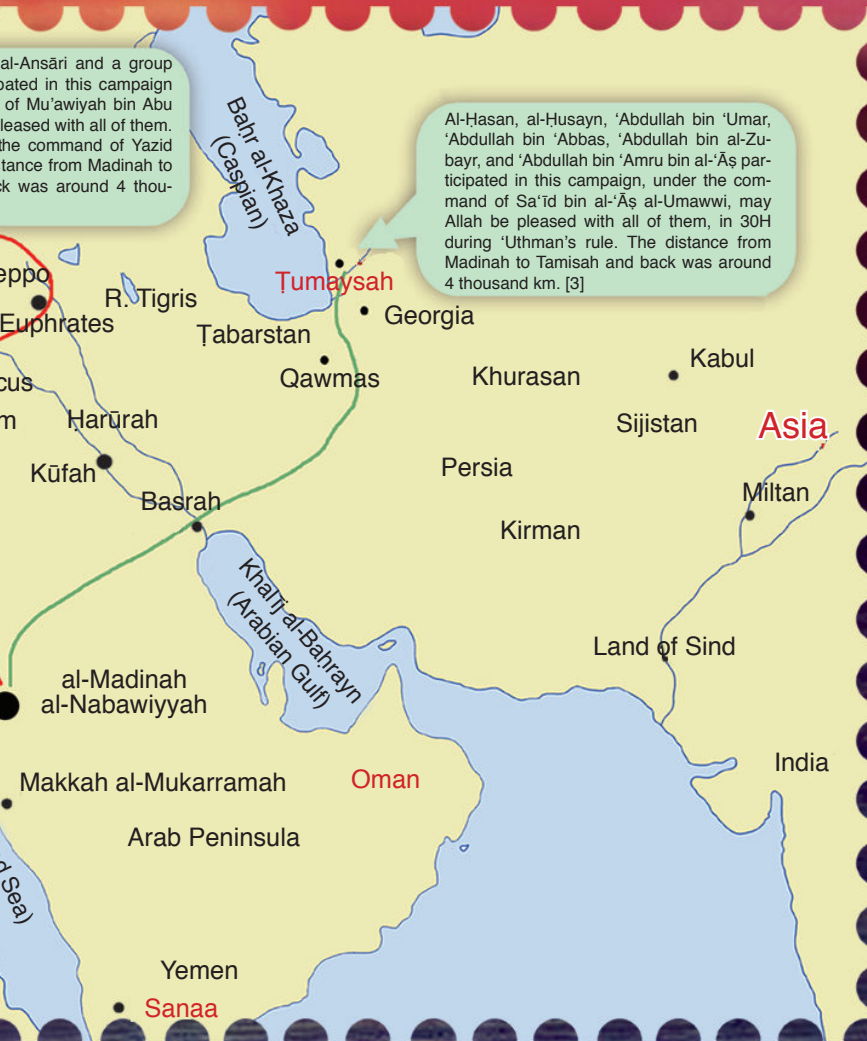 al-Ansāri and a group
pated in this campaign
of Mu'awiyah bin Abu
leased with all of them.
the command of Yazid
stance from Madinah to
ck was around 4 thou-
Al-Ḥasan, al-Ḥusayn, ‘Abdullah bin ‘Umar,
‘Abdullah bin ‘Abbas, ‘Abdullah bin al-Zu-
bayr, and ‘Abdullah bin ‘Amru bin al-‘Āṣ par-
ticipated in this campaign, under the com-
mand of Sa‘īd bin al-‘Āṣ al-Umawwi, may
Allah be pleased with all of them, in 30H
during ‘Uthman’s rule. The distance from
Madinah to Tamisah and back was around
4 thousand km. [3]
Bahr al-Khaza
(Caspian)
eppo
Ṭumaysah
R. Tigris
Georgia
Euphrates
Ṭabarstan
Kabul
Qawmas
Khurasan
cus
m
Ḥarūrah
Sijistan
Asia
Kūfah
Persia
Basrah
Miltan
Kirman
Khalīj al-Baḥrayn
(Arabian Gulf)
Land of Sind
al-Madinah
al-Nabawiyyah
India
Makkah al-Mukarramah
Oman
Arab Peninsula
d Sea)
Yemen
Sanaa